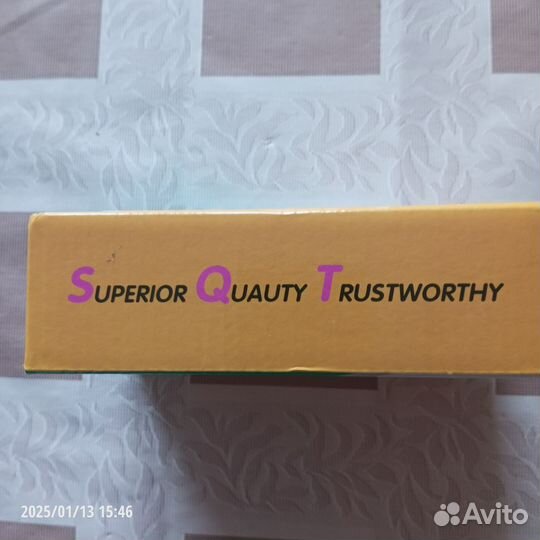 SUPERIOR QUAUTY TRUSTWORTHY
2025/01/13 15:46
Avito